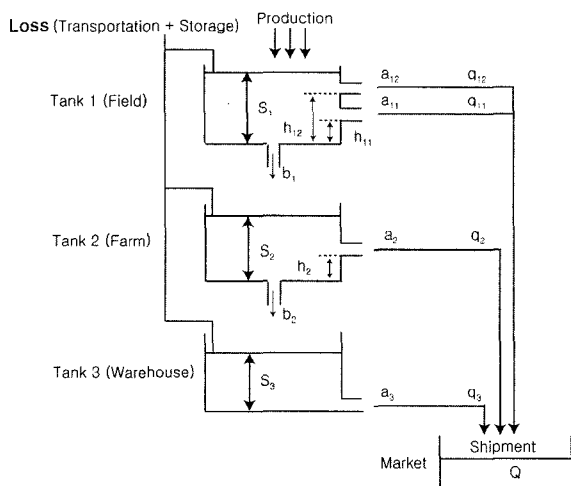 Loss (Transportation + Storage)
Production
Tank 1 (Field)
S₁
h₁₂
h₁₁
a₁₂
q₁₂
a₁₁
q₁₁
b₁
Tank 2 (Farm)
S₂
h₂
a₂
q₂
b₂
Tank 3 (Warehouse)
S₃
a₃
q₃
Market
Shipment
Q